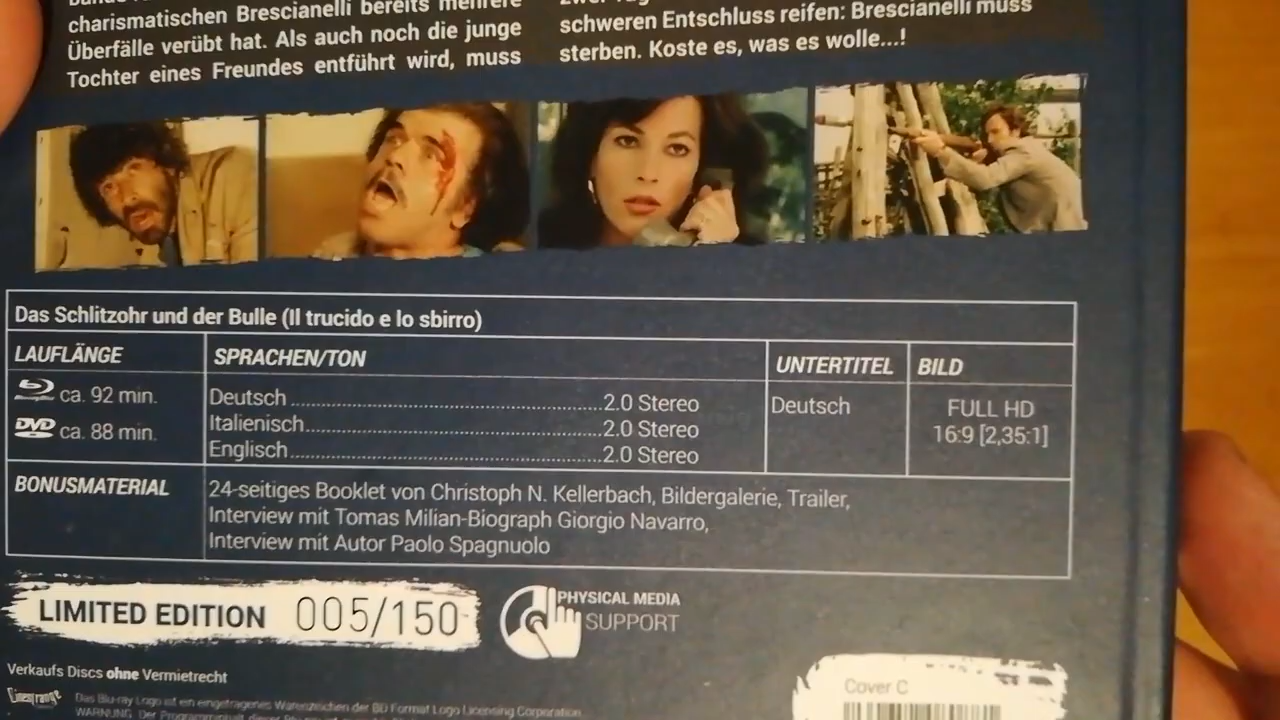 charismatischen Brescianelli bereits mehrere
Überfälle verübt hat. Als auch noch die junge
Tochter eines Freundes entführt wird, muss
schweren Entschluss reifen: Brescianelli muss
sterben. Koste es, was es wolle...!
Das Schlitzohr und der Bulle (Il trucido e lo sbirro)
LAUFLÄNGE
Blu-ray ca. 92 min.
DVD ca. 88 min.
SPRACHEN/TON
Deutsch 2.0 Stereo
Italienisch 2.0 Stereo
Englisch 2.0 Stereo
UNTERTITEL
Deutsch
BILD
FULL HD
16:9 [2,35:1]
BONUSMATERIAL
24-seitiges Booklet von Christoph N. Kellerbach, Bildergalerie, Trailer,
Interview mit Tomas Milian-Biograph Giorgio Navarro,
Interview mit Autor Paolo Spagnuolo
LIMITED EDITION 005/150
PHYSICAL MEDIA
SUPPORT
Verkaufs Discs ohne Vermietrecht
Cover C
Das Blu-ray Logo ist ein eingetragenes Warenzeichen der BD Format Logo Licensing Corporation